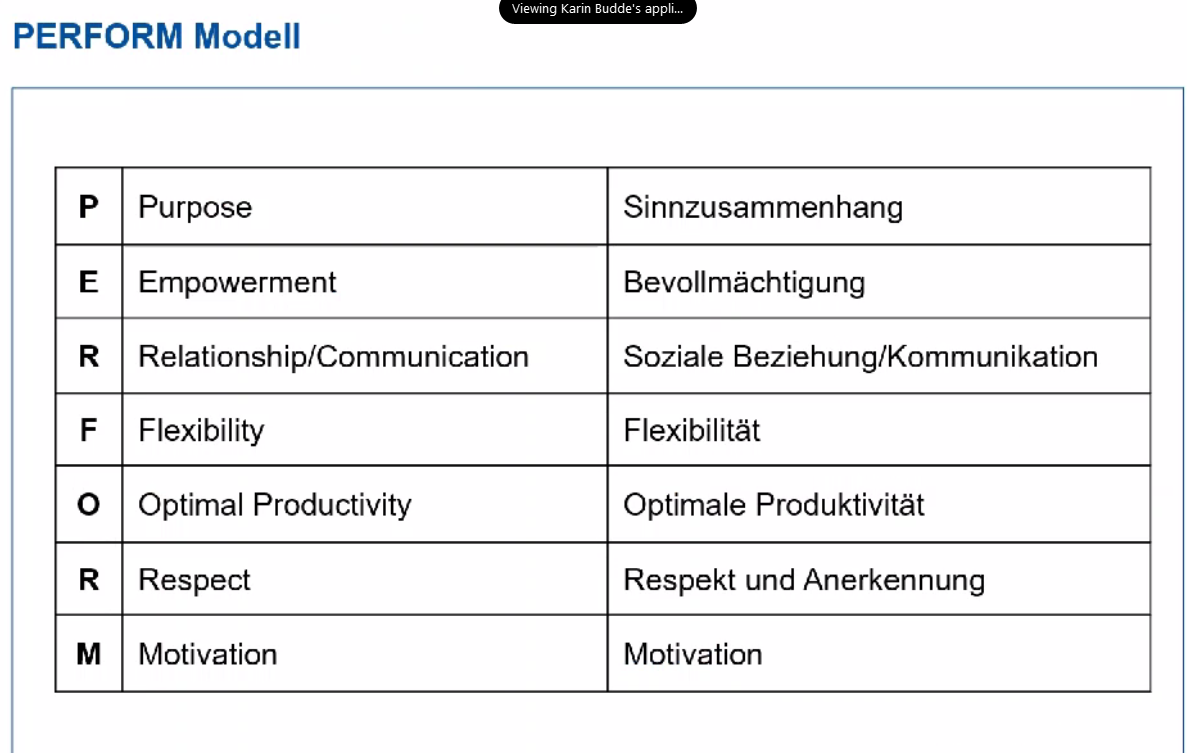 Viewing Karin Budde's appli...
PERFORM Modell
P Purpose Sinnzusammenhang
E Empowerment Bevollmächtigung
R Relationship/Communication Soziale Beziehung/Kommunikation
F Flexibility Flexibilität
O Optimal Productivity Optimale Produktivität
R Respect Respekt und Anerkennung
M Motivation Motivation